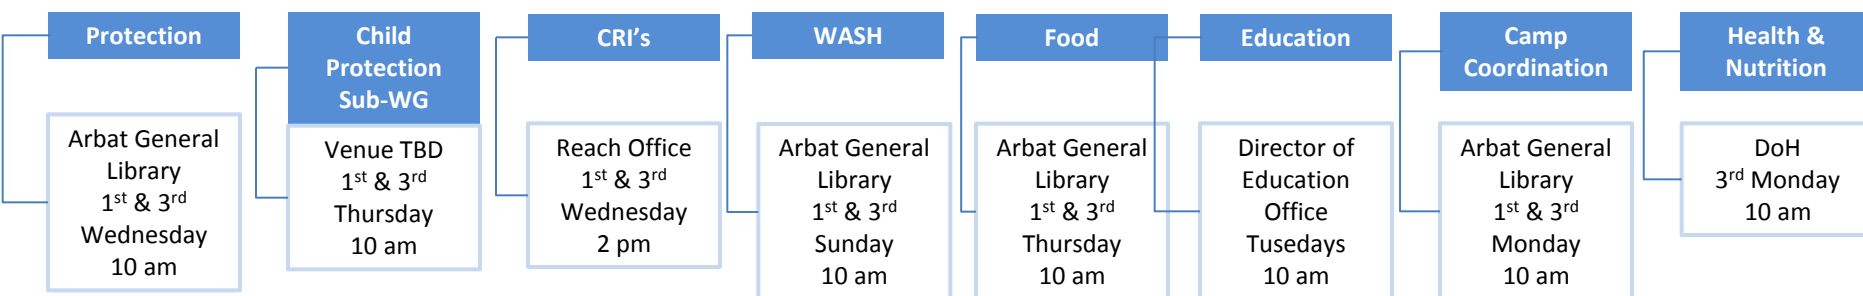 Protection
Arbat General
Library
1st & 3rd
Wednesday
10 am
Child
Protection
Sub-WG
Venue TBD
1st & 3rd
Thursday
10 am
CRI’s
Reach Office
1st & 3rd
Wednesday
2 pm
WASH
Arbat General
Library
1st & 3rd
Sunday
10 am
Food
Arbat General
Library
1st & 3rd
Thursday
10 am
Education
Director of
Education
Office
Tusedays
10 am
Camp
Coordination
Arbat General
Library
1st & 3rd
Monday
10 am
Health &
Nutrition
DoH
3rd Monday
10 am